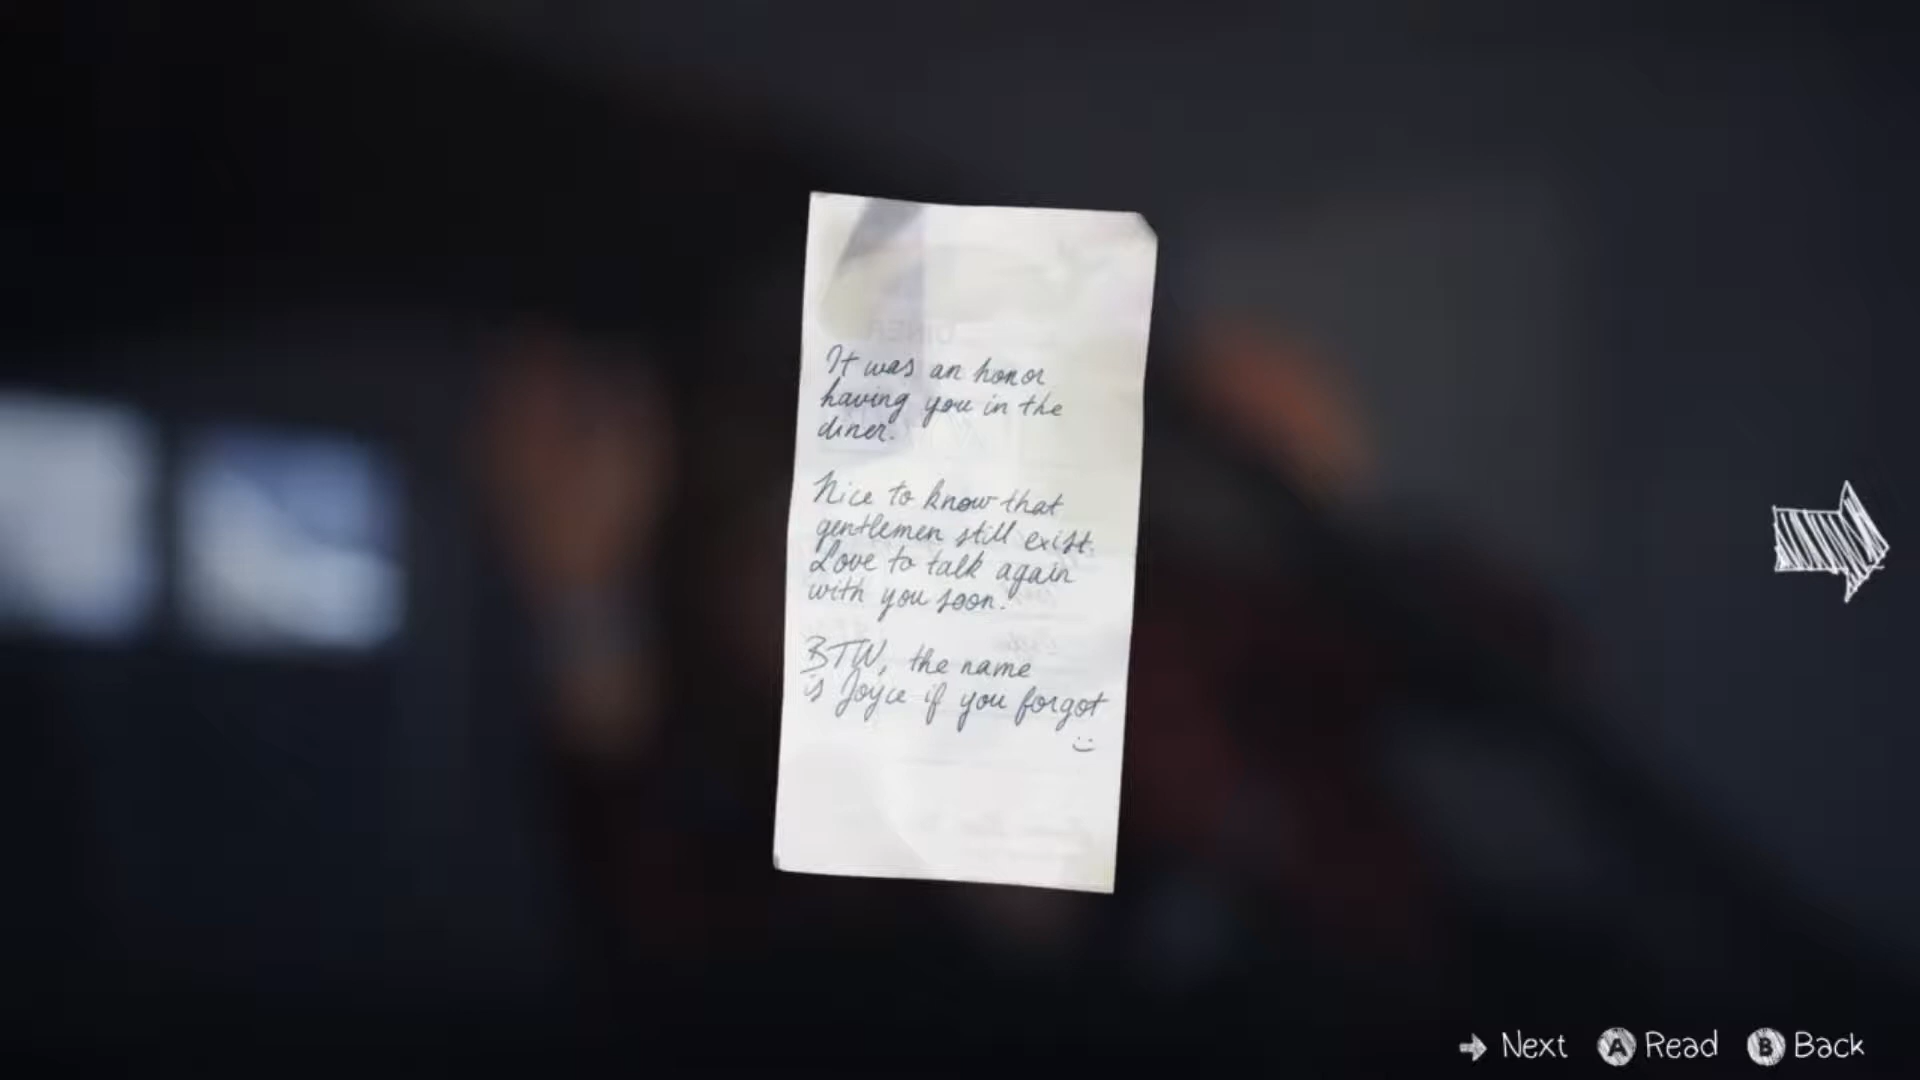 It was an honor
having you in the
diner.
Nice to know that
gentlemen still exist.
Love to talk again
with you soon.
BTW, the name
is Joyce if you forgot
:)
Next A Read B Back